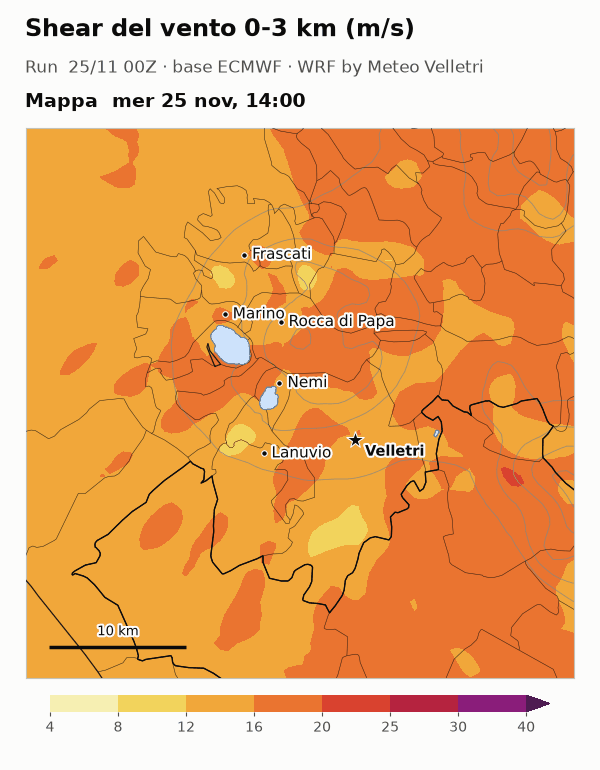 Shear del vento 0-3 km (m/s)
Run  25/11 00Z · base ECMWF · WRF by Meteo Velletri
Mappa  mer 25 nov, 14:00
Frascati
Marino
Rocca di Papa
Nemi
Velletri
Lanuvio
10 km
4 8 12 16 20 25 30 40